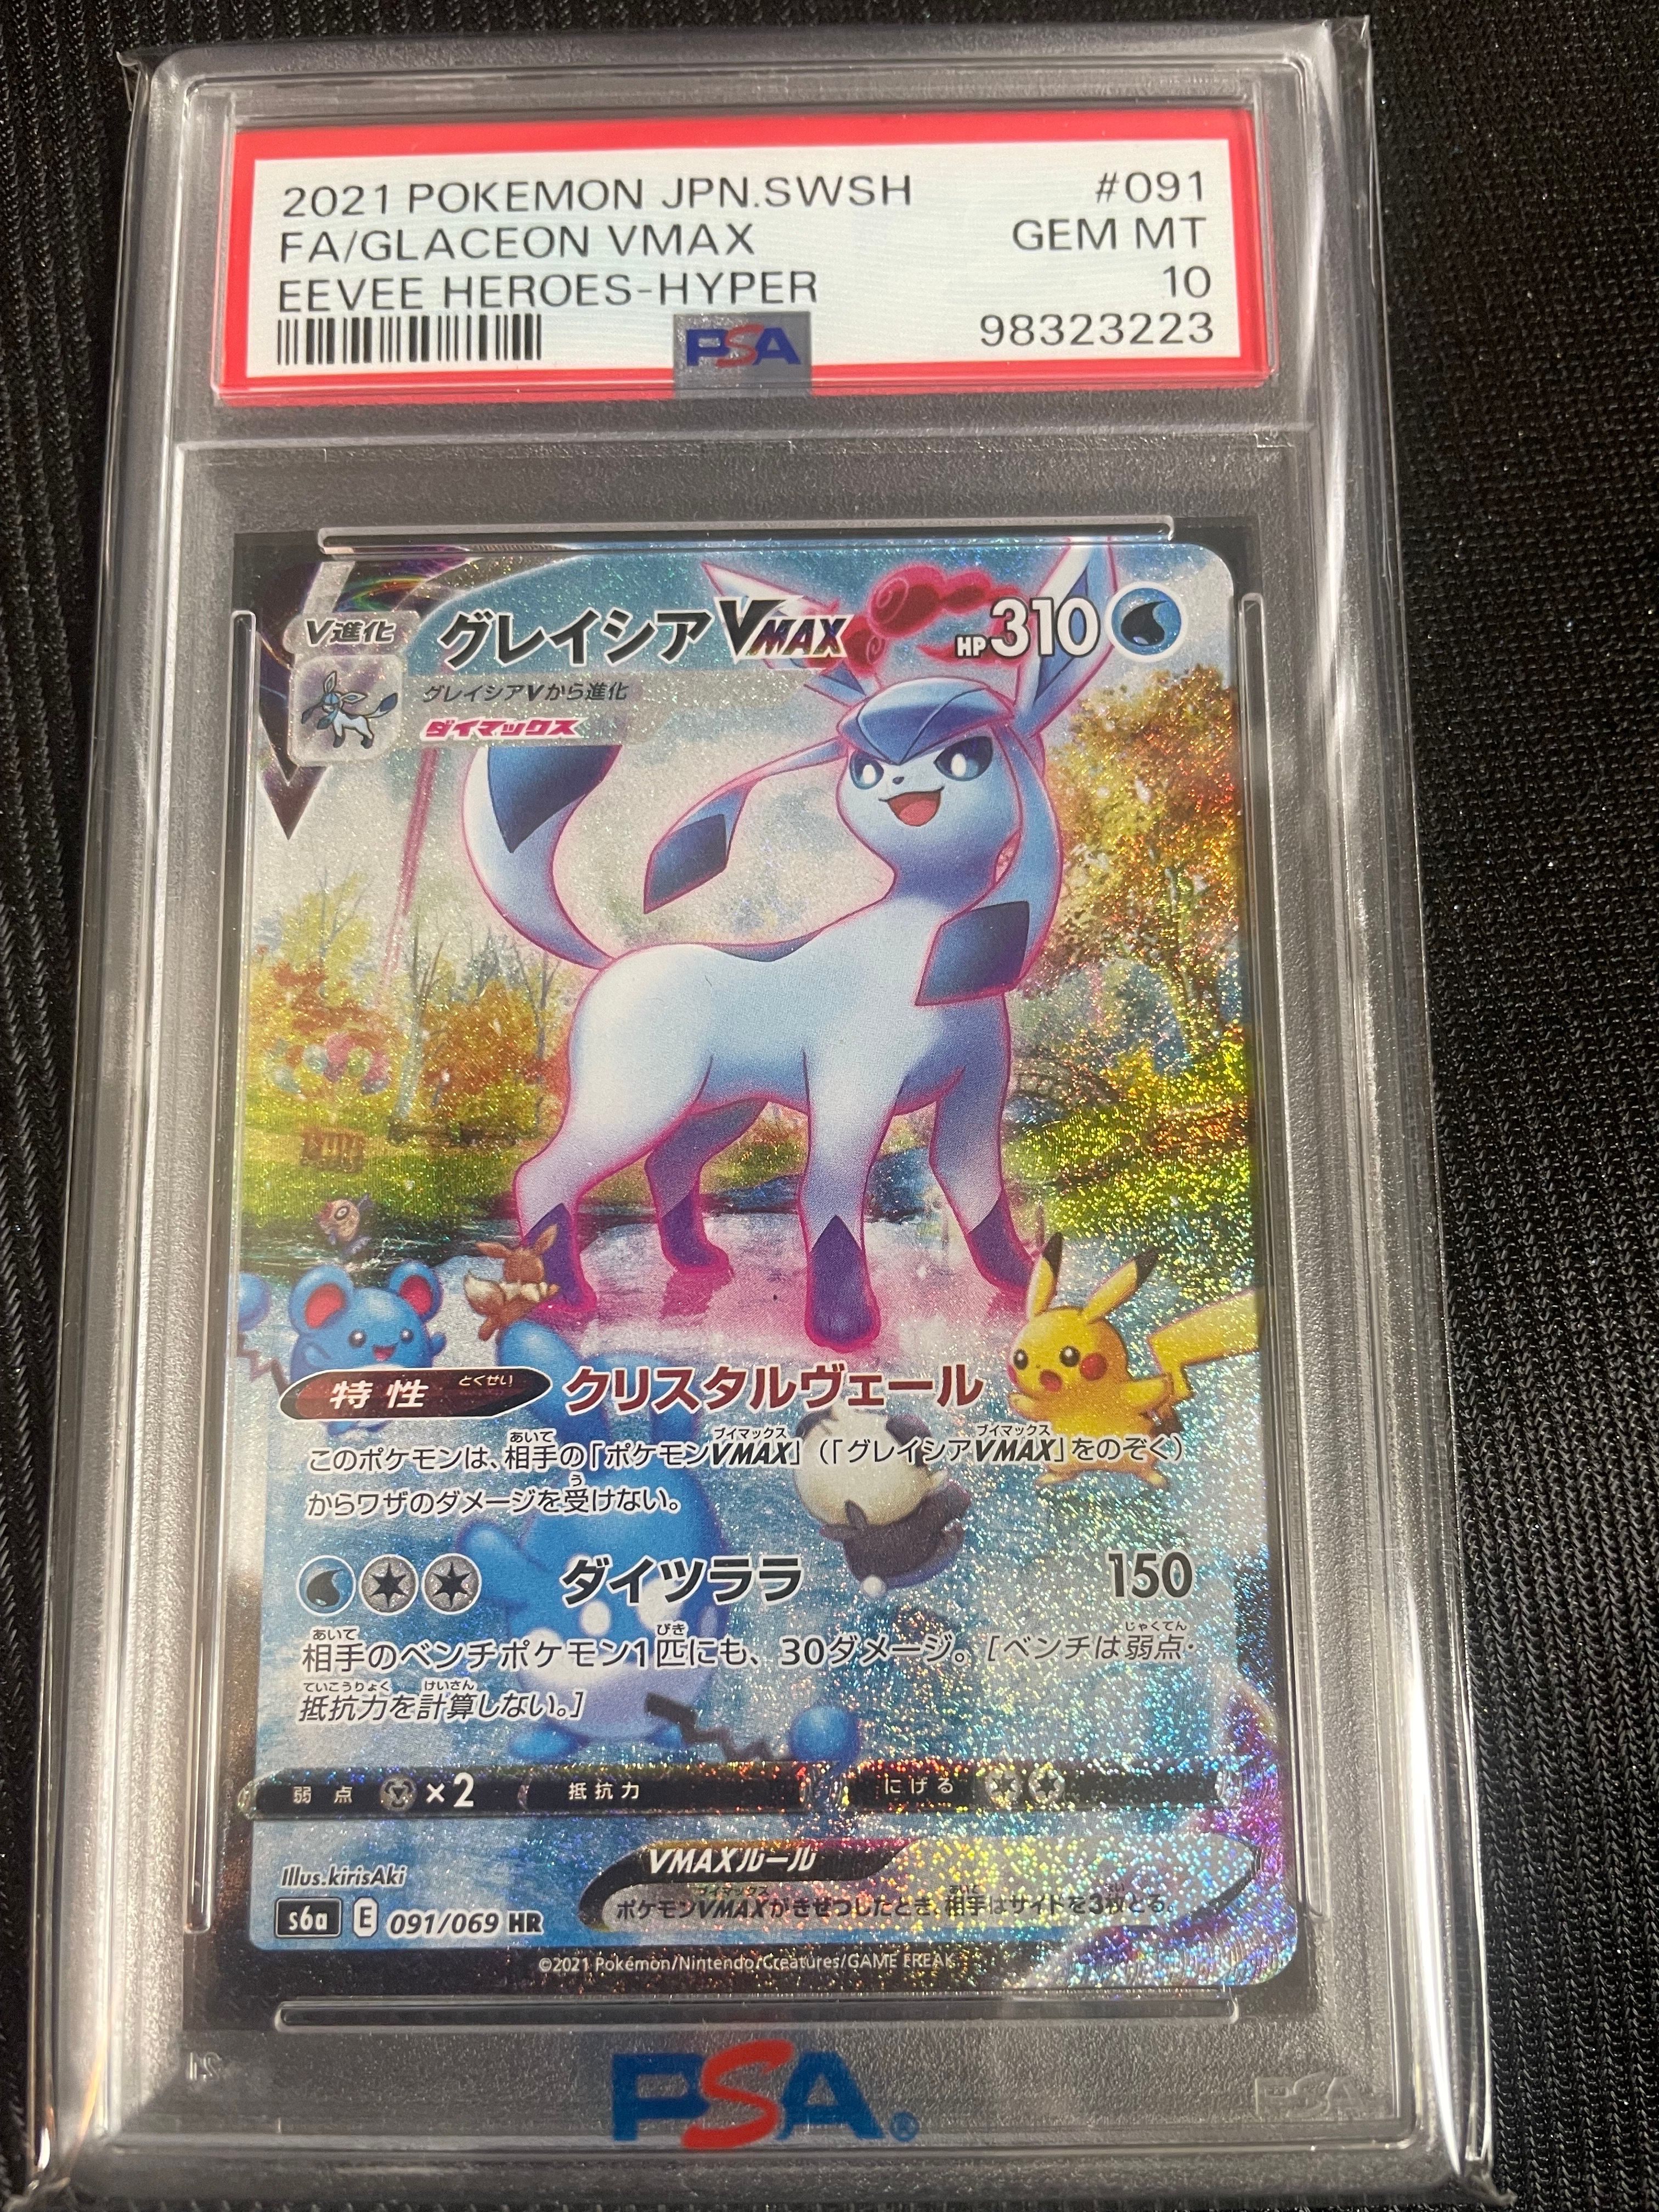 2021 POKEMON JPN.SWSH #091
FA/GLACEON VMAX GEM MT
EEVEE HEROES-HYPER 10
98323223
PSA
V進化
グレイシアVMAX
HP310
グレイシアVから進化
ダイマックス
特性 とくせい クリスタルヴェール
このポケモンは、相手の「ポケモンVMAX」(「グレイシアVMAX」をのぞく)
からワザのダメージを受けない。
ダイツララ 150
相手のベンチポケモン1匹にも、30ダメージ。[ベンチは弱点・
抵抗力を計算しない。]
弱点 ×2 抵抗力 にげる
Illus.kirisAki
VMAXルール
s6a E 091/069 HR
ポケモンVMAXがきぜつしたとき、相手はサイドを3枚とる。
©2021 Pokémon/Nintendo/Creatures/GAME FREAK
PSA®
PSA